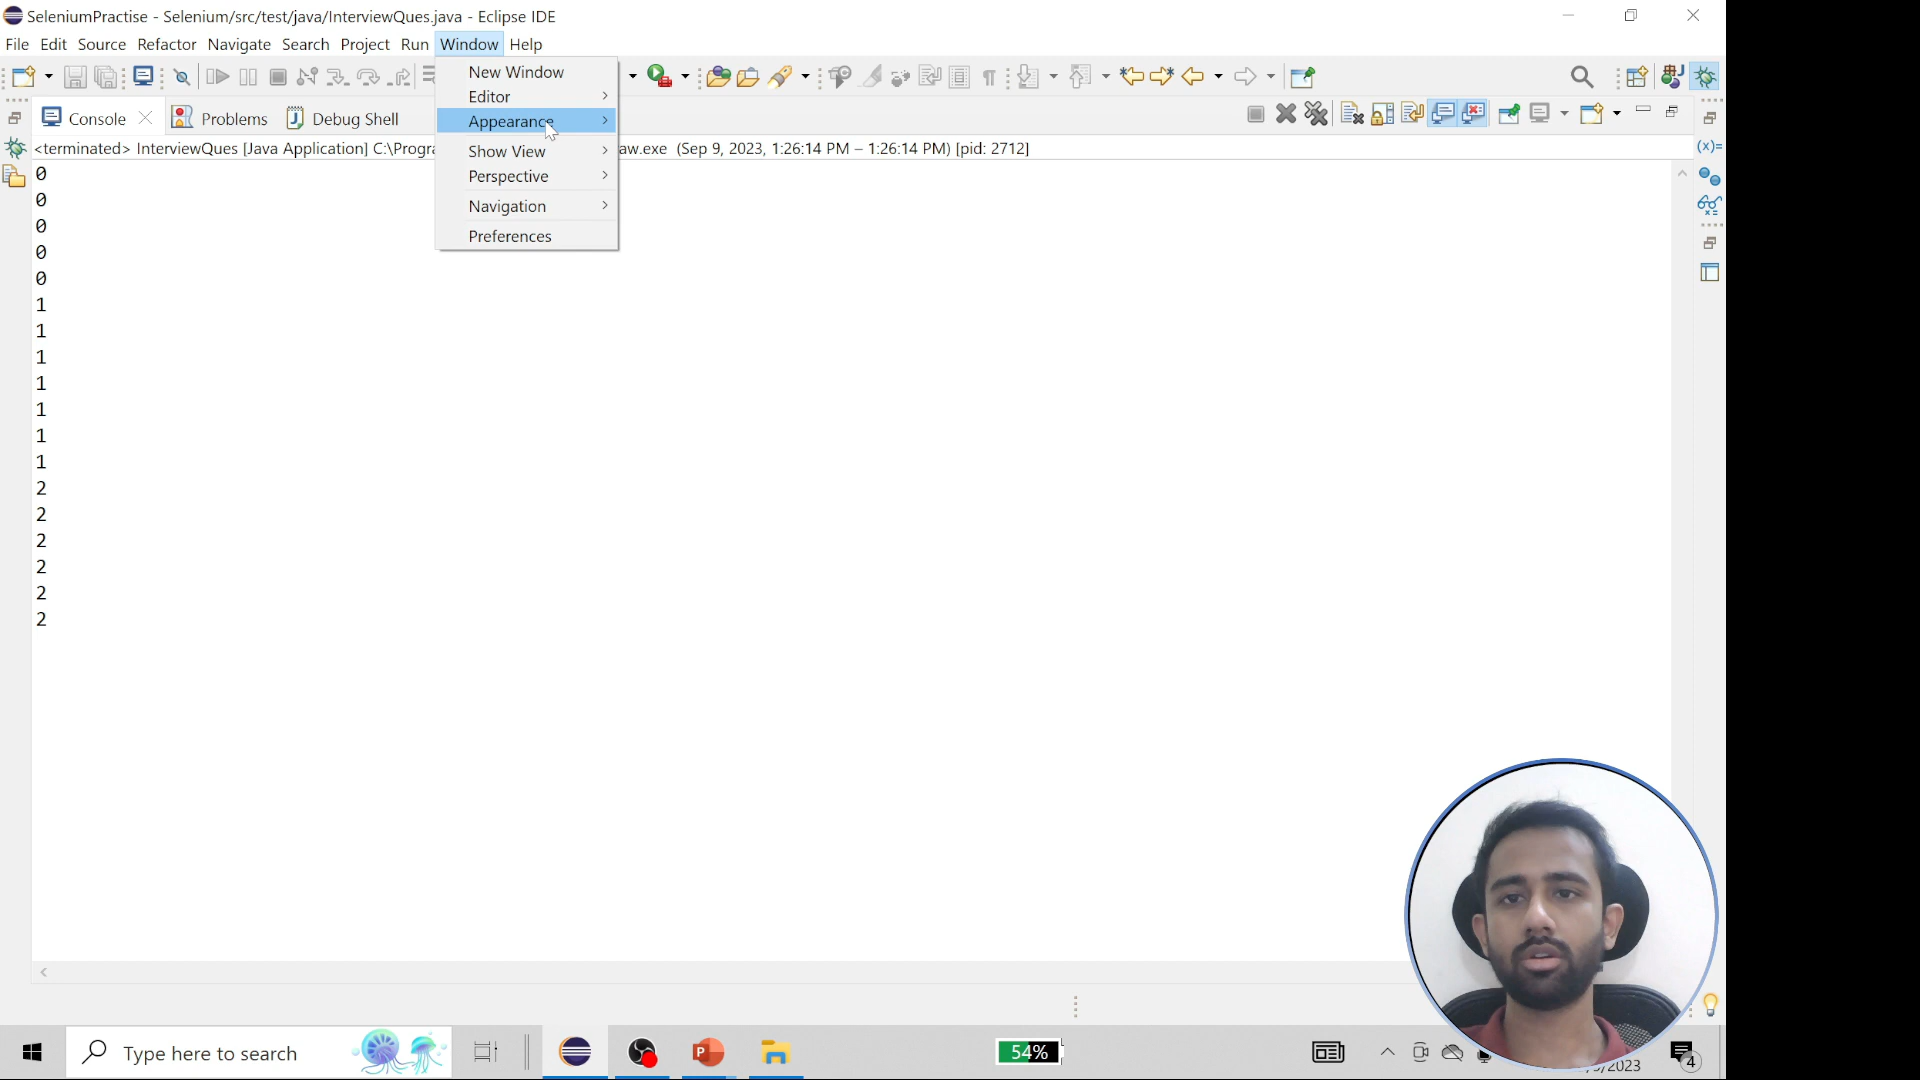 SeleniumPractise - Selenium/src/test/java/InterviewQues.java - Eclipse IDE
File Edit Source Refactor Navigate Search Project Run Window Help
New Window
Editor
Appearance
Show View
Perspective
Navigation
Preferences
Console Problems Debug Shell
<terminated> InterviewQues [Java Application] C:\Progra aw.exe (Sep 9, 2023, 1:26:14 PM – 1:26:14 PM) [pid: 2712]
0
0
0
0
0
1
1
1
1
1
1
1
2
2
2
2
2
2
Type here to search
54%
/2023
4